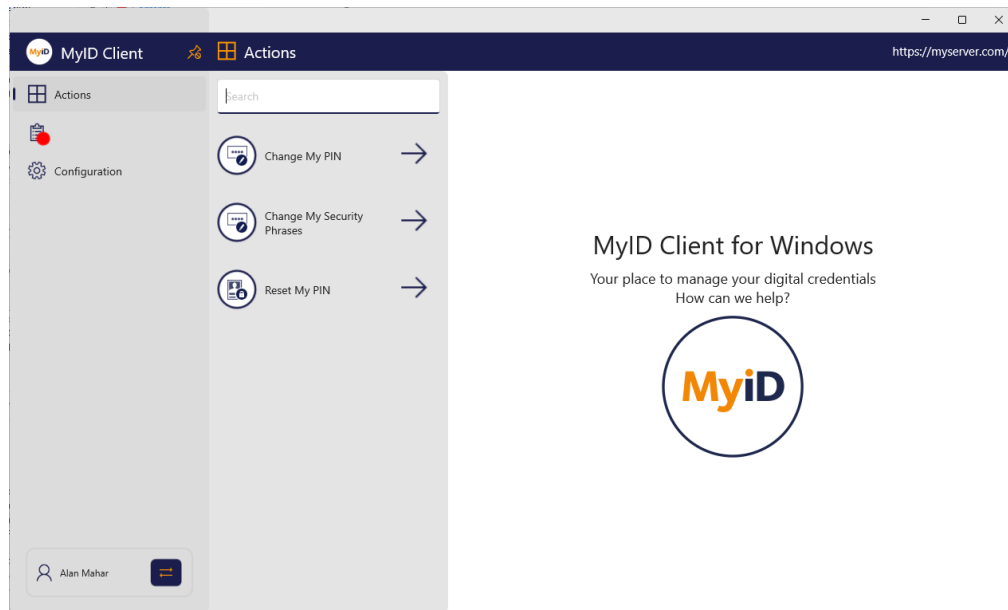 MyID MyID Client
Actions
https://myserver.com/
Actions
Configuration
Search
Change My PIN
Change My Security
Phrases
Reset My PIN
MyID Client for Windows
Your place to manage your digital credentials
How can we help?
MyiD
Alan Mahar